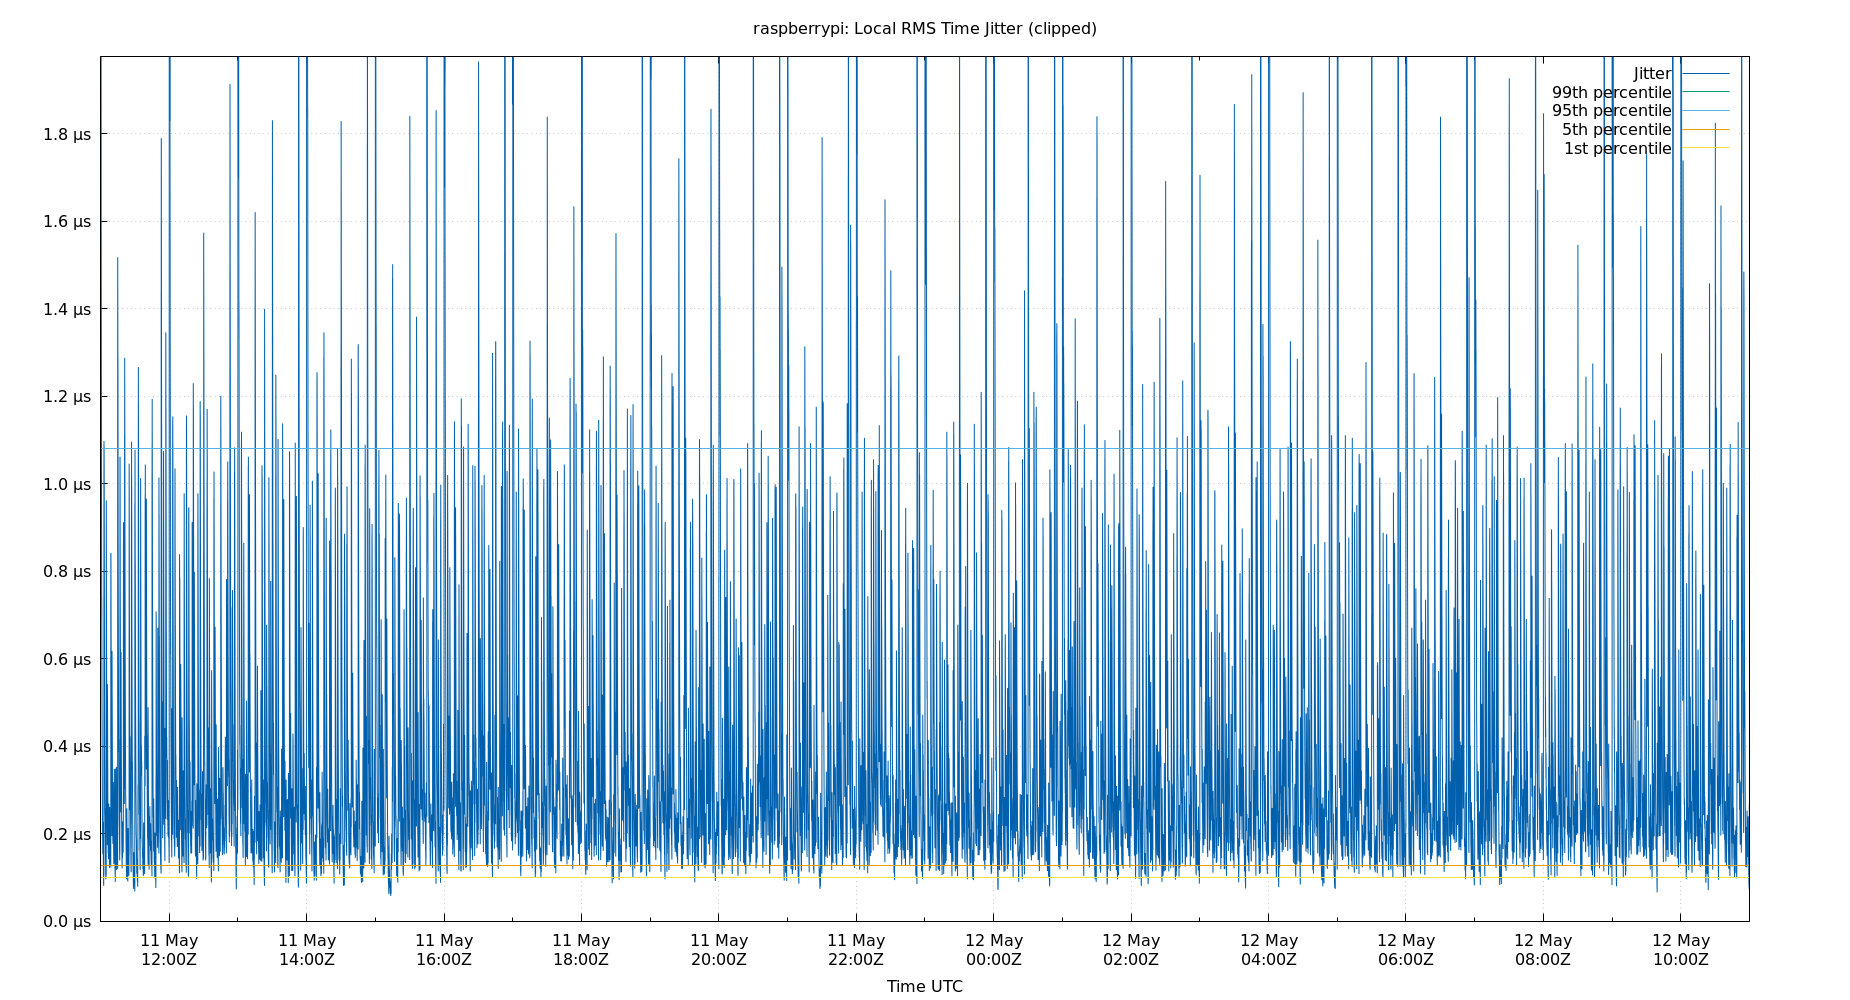 raspberrypi: Local RMS Time Jitter (clipped)
Jitter
99th percentile
95th percentile
5th percentile
1st percentile
1.8 µs
1.6 µs
1.4 µs
1.2 µs
1.0 µs
0.8 µs
0.6 µs
0.4 µs
0.2 µs
0.0 µs
11 May 11 May 11 May 11 May 11 May 11 May 12 May 12 May 12 May 12 May 12 May 12 May
12:00Z 14:00Z 16:00Z 18:00Z 20:00Z 22:00Z 00:00Z 02:00Z 04:00Z 06:00Z 08:00Z 10:00Z
Time UTC